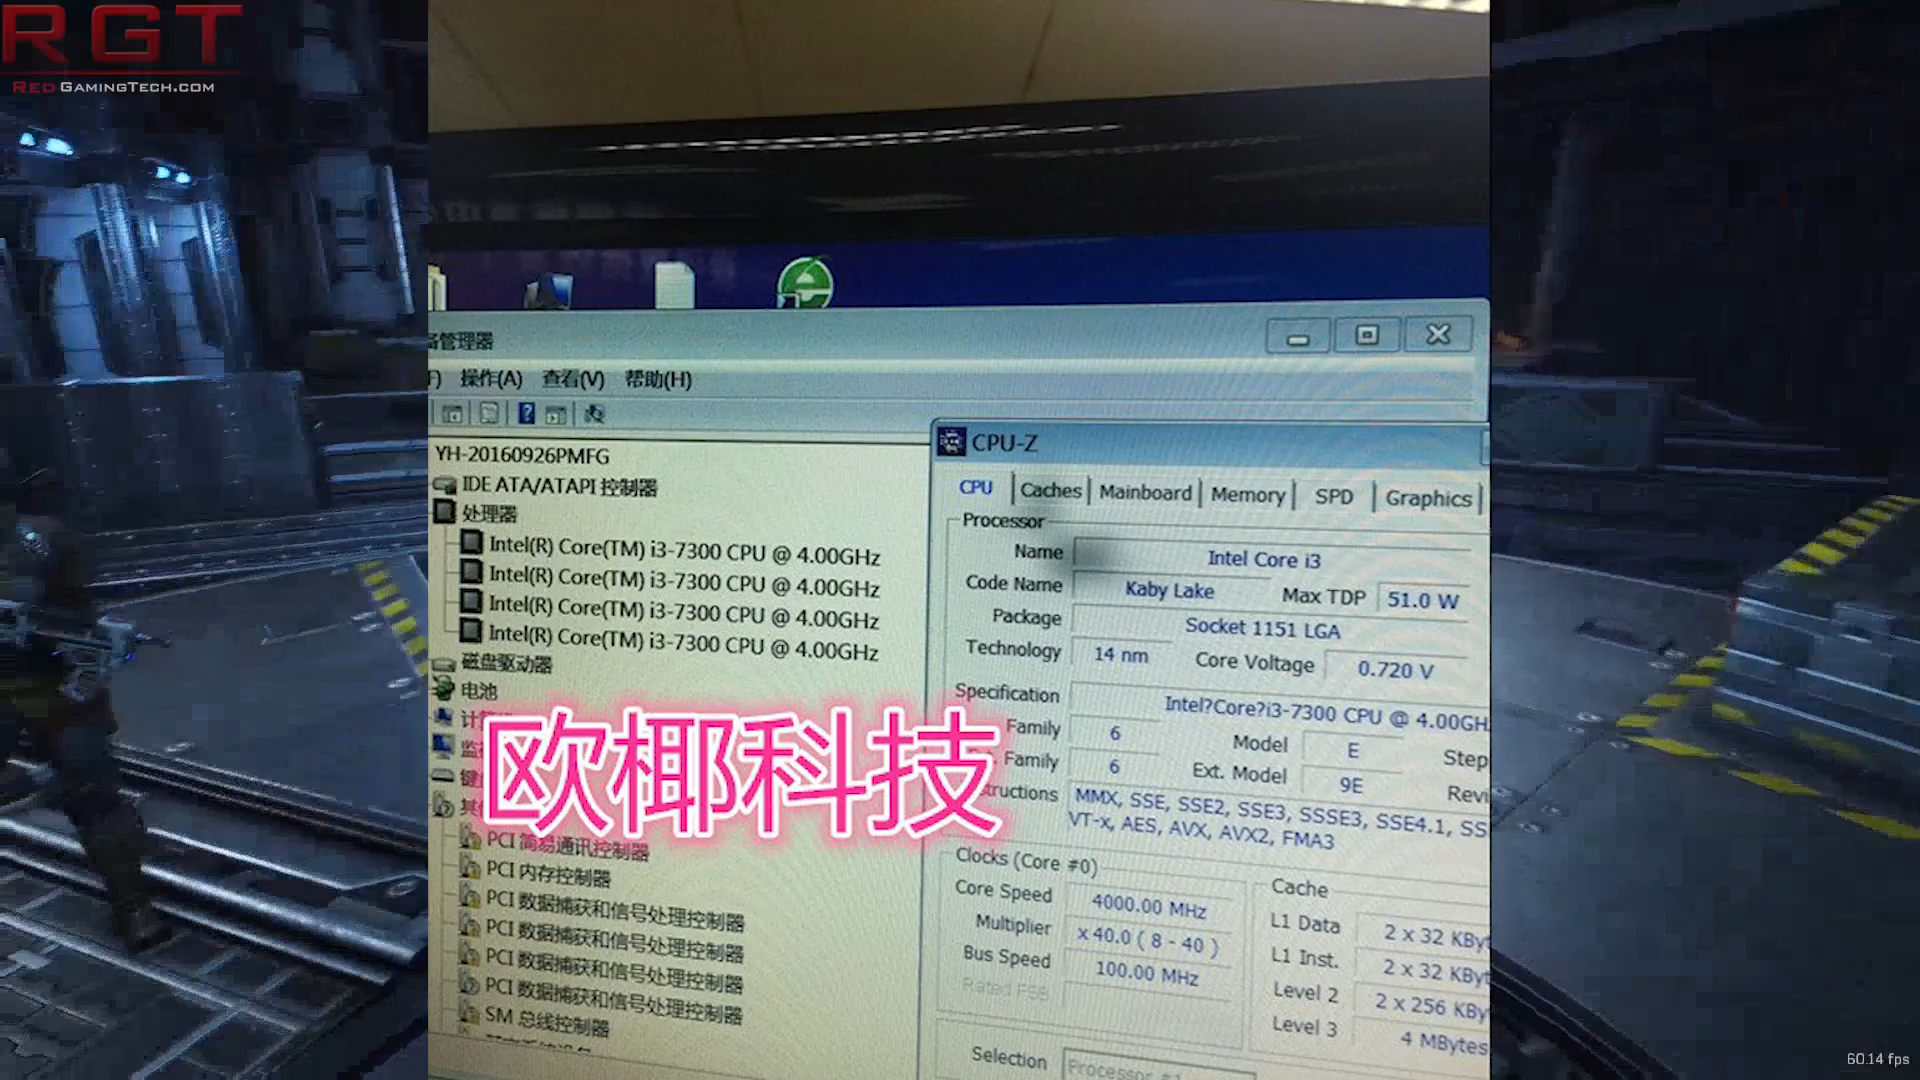 RGT
REDGAMINGTECH.COM
备管理器
F) 操作(A) 查看(V) 帮助(H)
YH-20160926PMFG
IDE ATA/ATAPI 控制器
处理器
Intel(R) Core(TM) i3-7300 CPU @ 4.00GHz
Intel(R) Core(TM) i3-7300 CPU @ 4.00GHz
Intel(R) Core(TM) i3-7300 CPU @ 4.00GHz
Intel(R) Core(TM) i3-7300 CPU @ 4.00GHz
磁盘驱动器
电池
欧椰科技
PCI 简易通讯控制器
PCI 内存控制器
PCI 数据捕获和信号处理控制器
PCI 数据捕获和信号处理控制器
PCI 数据捕获和信号处理控制器
PCI 数据捕获和信号处理控制器
SM 总线控制器
CPU-Z
CPU Caches Mainboard Memory SPD Graphics
Processor
Name Intel Core i3
Code Name Kaby Lake Max TDP 51.0 W
Package Socket 1151 LGA
Technology 14 nm Core Voltage 0.720 V
Specification Intel?Core?i3-7300 CPU @ 4.00GH
Family 6 Model E Step
. Family 6 Ext. Model 9E Revi
structions MMX, SSE, SSE2, SSE3, SSSE3, SSE4.1, SS
VT-x, AES, AVX, AVX2, FMA3
Clocks (Core #0)
Core Speed 4000.00 MHz
Multiplier x 40.0 ( 8 - 40 )
Bus Speed 100.00 MHz
Rated FSB
Cache
L1 Data 2 x 32 KByt
L1 Inst. 2 x 32 KByt
Level 2 2 x 256 KBy
Level 3 4 MBytes
Selection Processor #1
60.14 fps